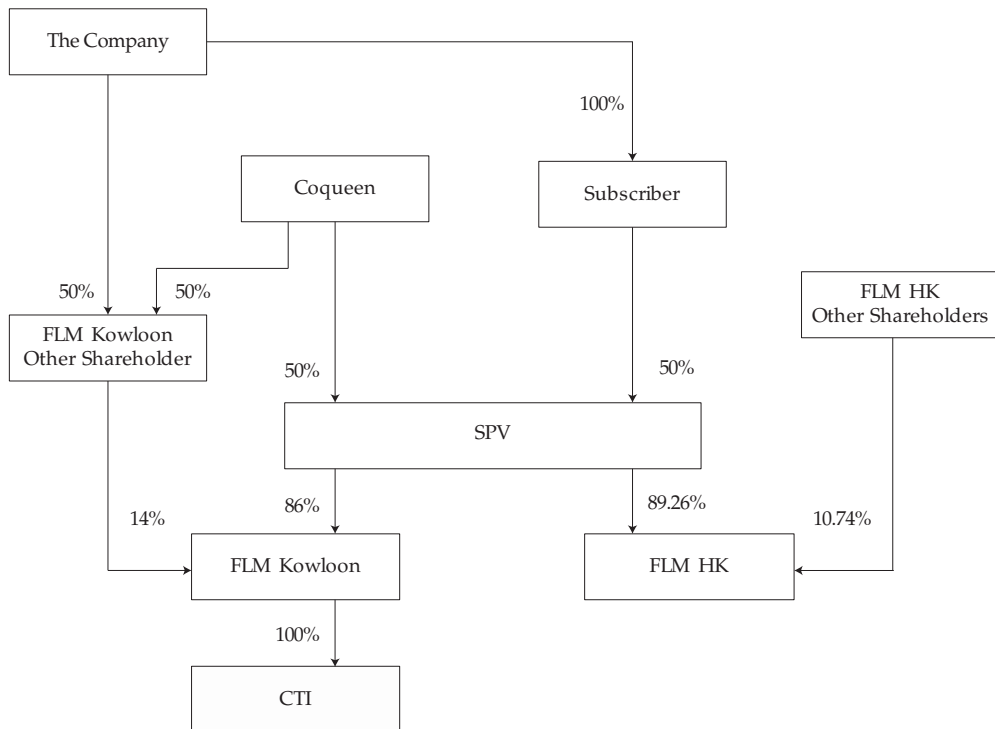 The Company
100%
Coqueen
Subscriber
50%
50%
FLM Kowloon
Other Shareholder
FLM HK
Other Shareholders
50%
50%
SPV
14%
86%
89.26%
10.74%
FLM Kowloon
FLM HK
100%
CTI